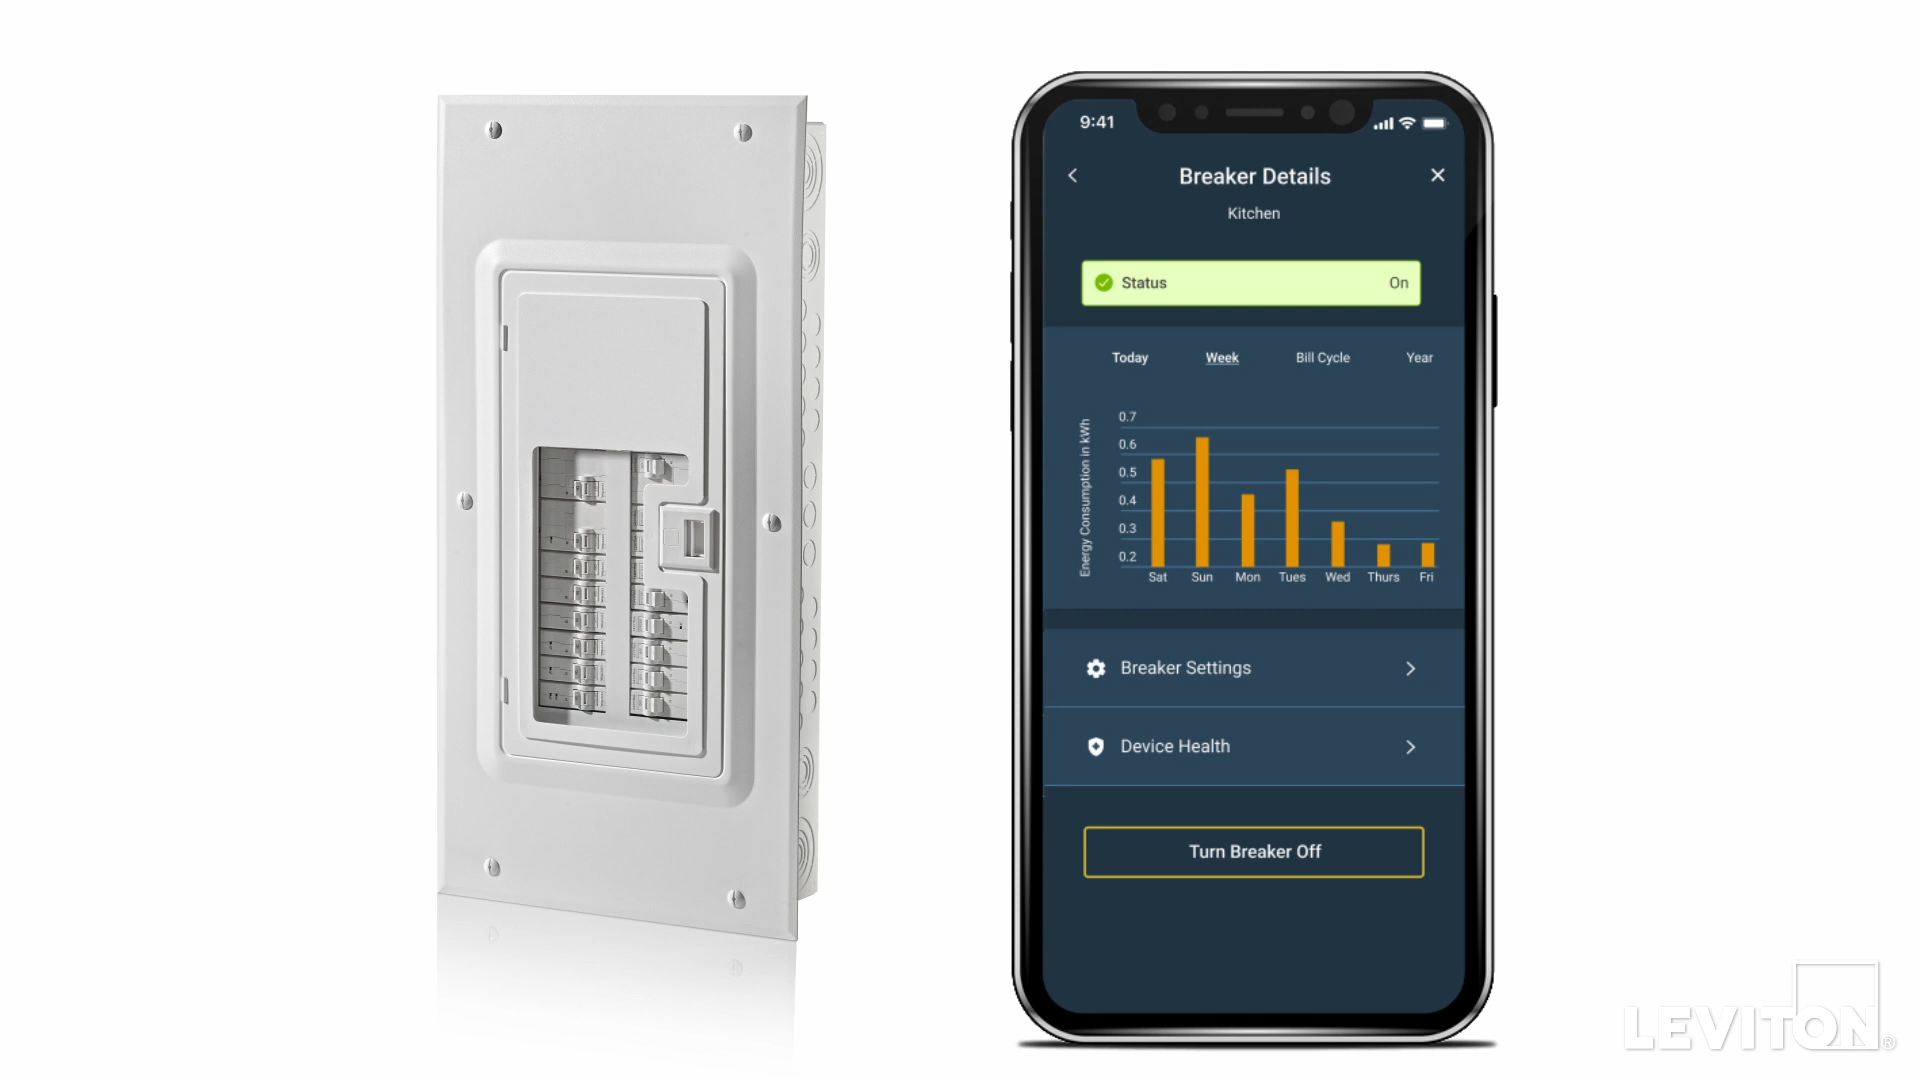 9:41
Breaker Details
Kitchen
Status On
Today Week Bill Cycle Year
Energy Consumption in kWh
0.7
0.6
0.5
0.4
0.3
0.2
Sat Sun Mon Tues Wed Thurs Fri
Breaker Settings
Device Health
Turn Breaker Off
LEVITON®